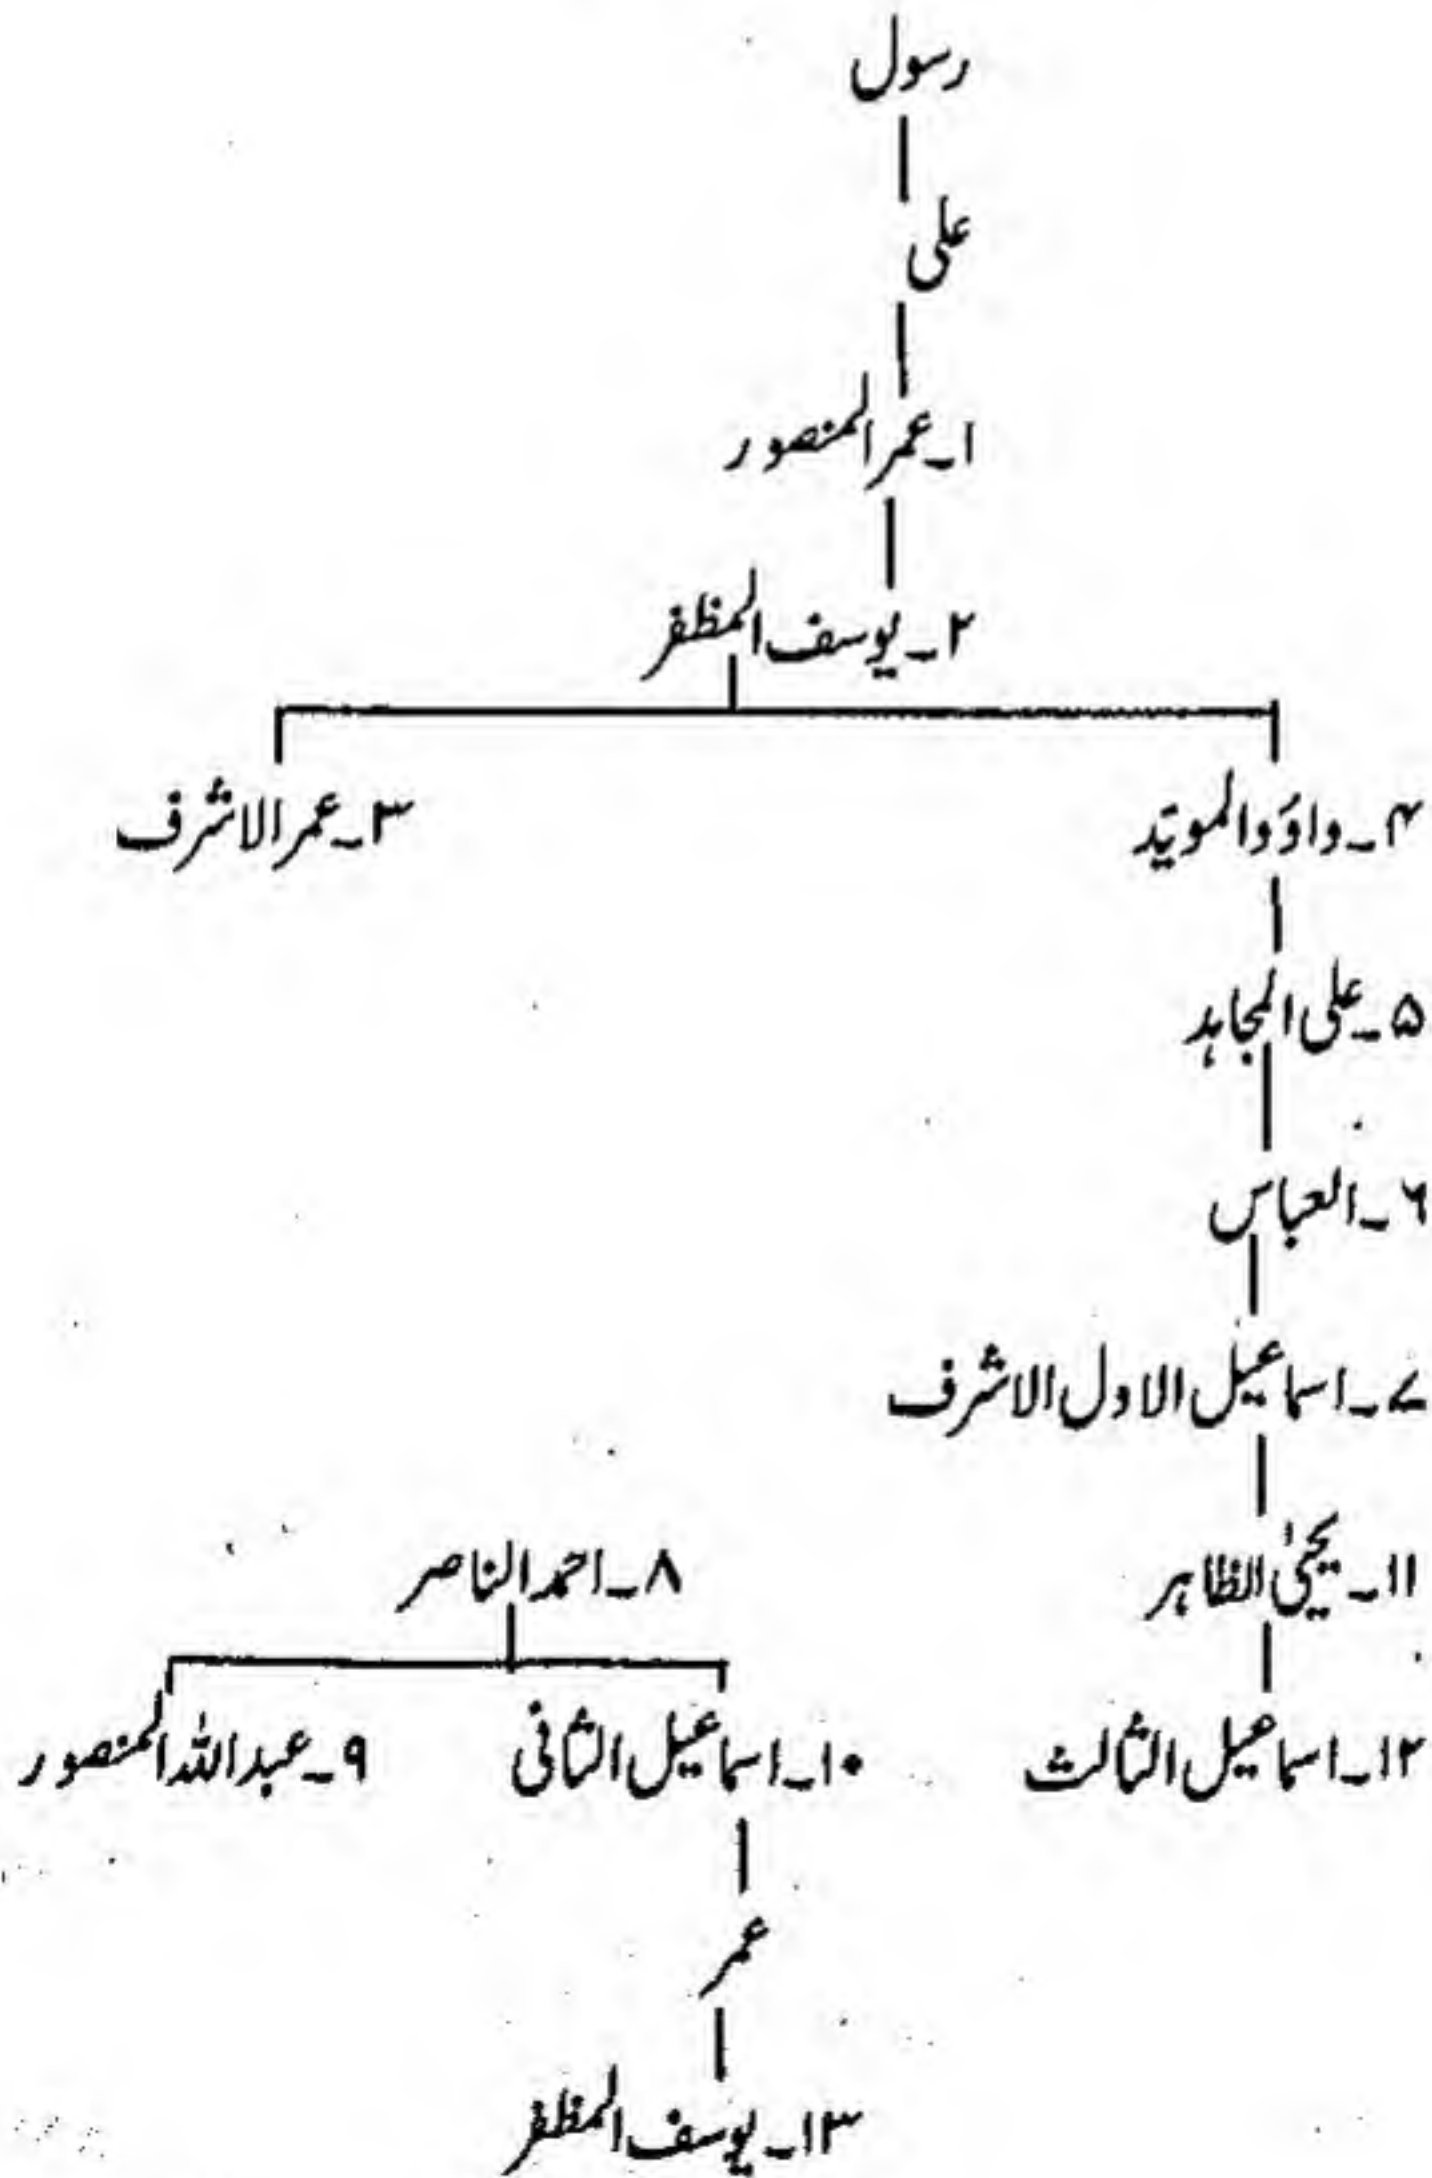 رسول
علی
۱۔ عمر المنصور
۲۔ یوسف المظفر
۴۔ داؤد المویّد
۳۔ عمر الاشرف
۵۔ علی المجاہد
۶۔ العباس
۷۔ اسماعیل الاول الاشرف
۱۱۔ یحیٰی الظاہر
۸۔ احمد الناصر
۱۲۔ اسماعیل الثالث
۱۰۔ اسماعیل الثانی
۹۔ عبداللہ المنصور
عمر
۱۳۔ یوسف المظفر